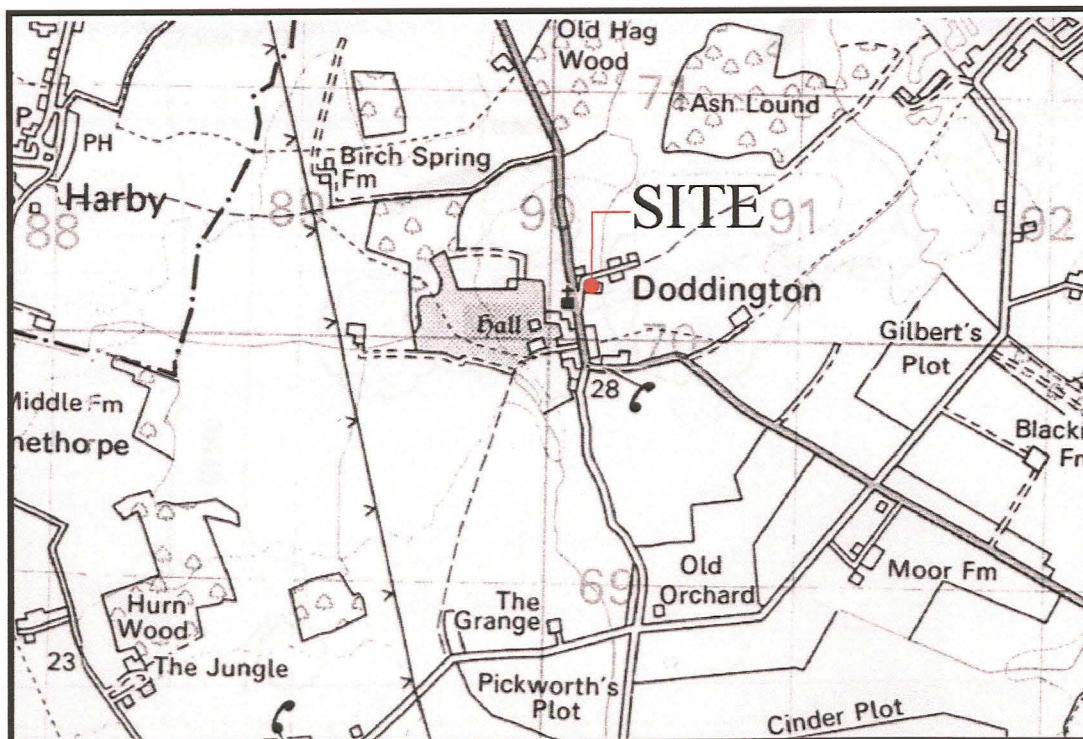 Old Hag
Wood
71
Ash Lound
P
PH
Birch Spring
Fm
Harby
88
89
90
SITE
91
92
Doddington
Hall
70
Gilbert's
Plot
28
Middle Fm
nethorpe
Blackm
Fm
Old
Orchard
Moor Fm
69
The
Grange
Hurn
Wood
23
The Jungle
Pickworth's
Plot
Cinder Plot